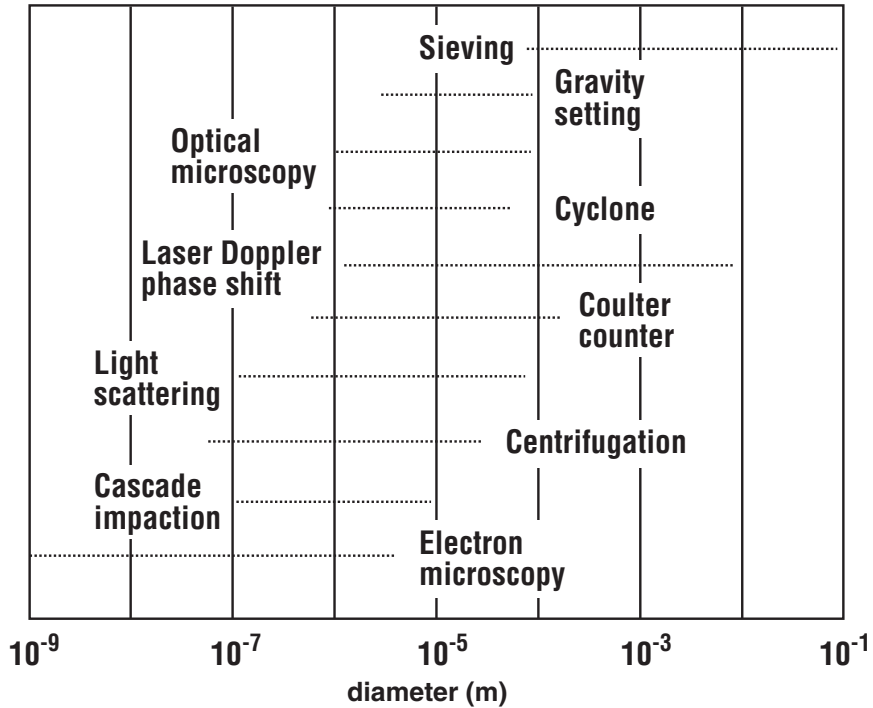 Sieving
Gravity
setting
Optical
microscopy
Cyclone
Laser Doppler
phase shift
Coulter
counter
Light
scattering
Centrifugation
Cascade
impaction
Electron
microscopy
10-9 10-7 10-5 10-3 10-1
diameter (m)